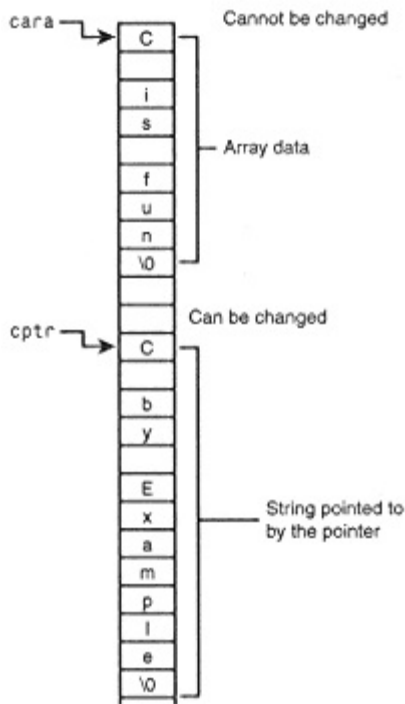 cara
C
Cannot be changed
i
s
Array data
f
u
n
\0
Can be changed
cptr
C
b
y
E
x
String pointed to
by the pointer
a
m
p
l
e
\0